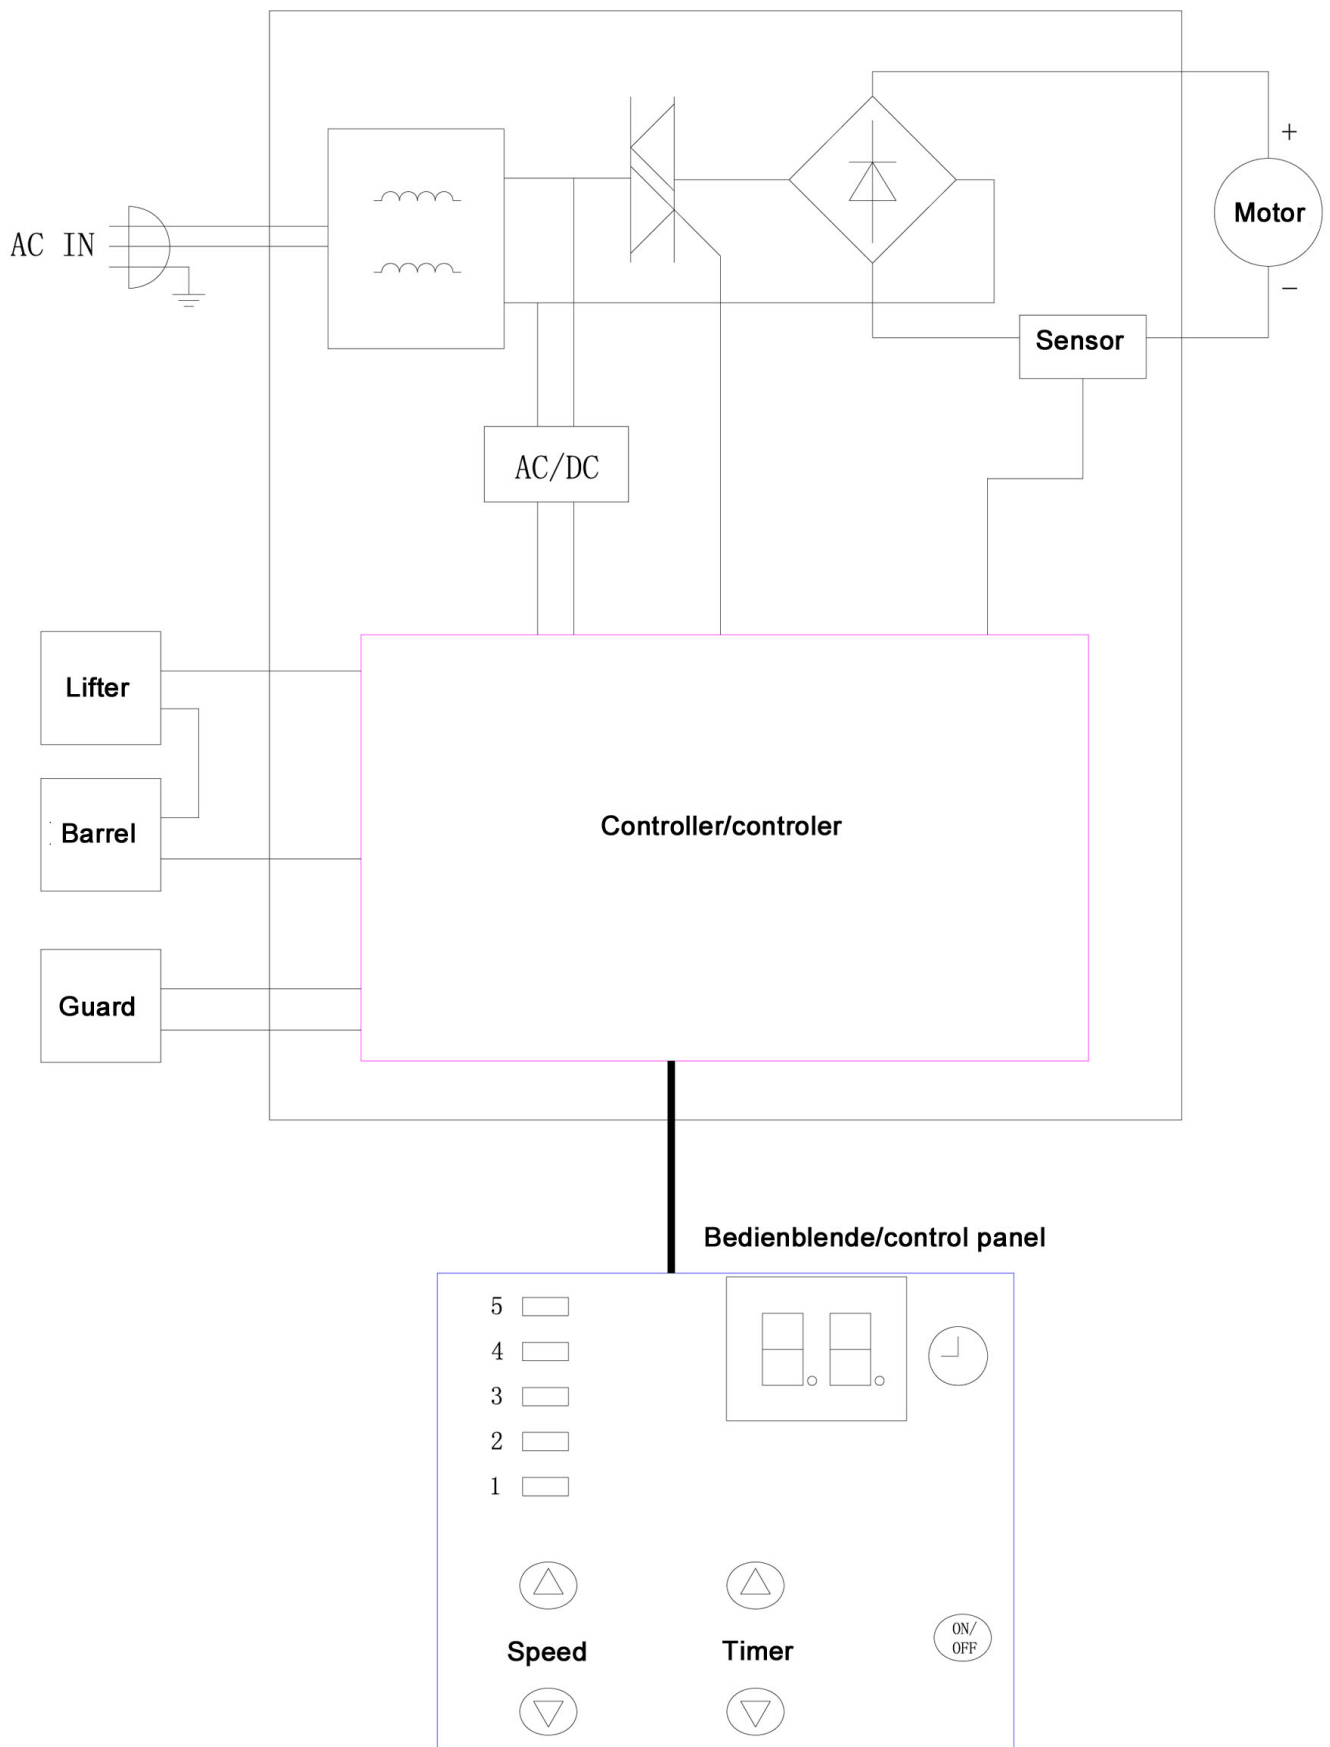 +
Motor
AC IN
−
Sensor
AC/DC
Lifter
Barrel
Controller/controler
Guard
Bedienblende/control panel
5
4
3
2
1
ON/
OFF
Speed
Timer